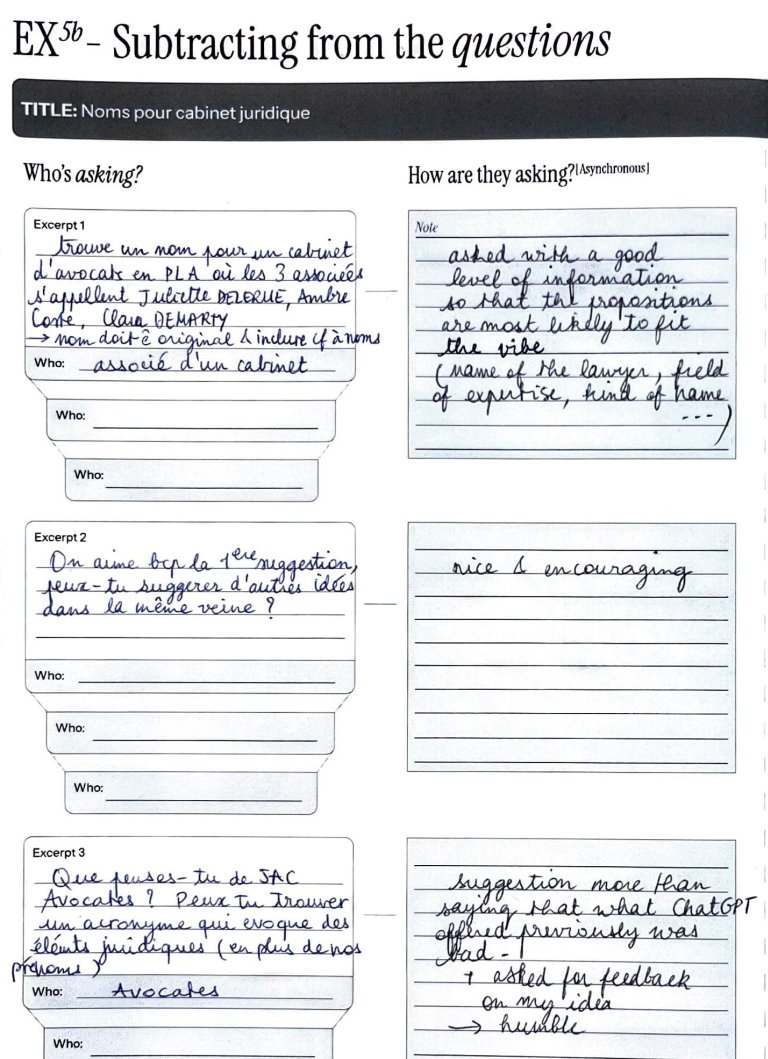 EX5b – Subtracting from the questions
TITLE: Noms pour cabinet juridique
Who's asking?
Excerpt 1
trouve un nom pour un cabinet
d'avocats en PLA où les 3 associées
s'appellent Juliette DELERUE, Ambre
Costé, Clara DEMARTY
→ nom doit ê original & inclure cf à noms
Who: associé d'un cabinet
Who:
Who:
How are they asking?[Asynchronous]
Note
asked with a good
level of information
so that the propositions
are most likely to fit
the vibe
(name of the lawyer, field
of expertise, kind of name
---)
Excerpt 2
On aime bcp la 1ere suggestion,
peux-tu suggerer d'autres idées
dans la même veine ?
Who:
Who:
Who:
nice & encouraging
Excerpt 3
Que penses-tu de JAC
Avocates ? Peux tu trouver
un acronyme qui evoque des
élémts juridiques (en plus de nos
prénoms)
Who: Avocates
Who:
suggestion more than
saying that what ChatGPT
offered previously was
bad -
+ asked for feedback
on my idea
→ humble